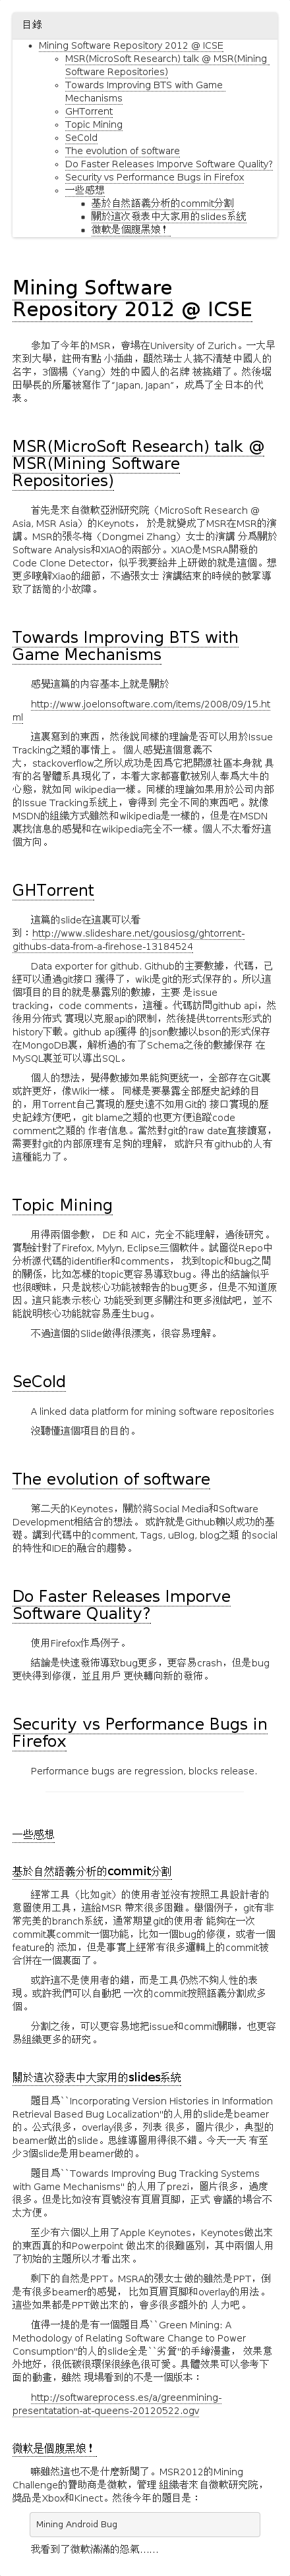 目錄
Mining Software Repository 2012 @ ICSE
MSR(MicroSoft Research) talk @ MSR(Mining
Software Repositories)
Towards Improving BTS with Game
Mechanisms
GHTorrent
Topic Mining
SeCold
The evolution of software
Do Faster Releases Imporve Software Quality?
Security vs Performance Bugs in Firefox
一些感想
基於自然語義分析的commit分割
關於這次發表中大家用的slides系統
微軟是個腹黑娘！
Mining Software
Repository 2012 @ ICSE
參加了今年的MSR，會場在University of Zurich。一大早
來到大學，註冊有點 小插曲，顯然瑞士人搞不清楚中國人的
名字，3個楊（Yang）姓的中國人的名牌 被搞錯了。然後堀
田學長的所屬被寫作了“Japan, Japan”，成爲了全日本的代
表。
MSR(MicroSoft Research) talk @
MSR(Mining Software
Repositories)
首先是來自微軟亞洲研究院（MicroSoft Research @
Asia, MSR Asia）的Keynots， 於是就變成了MSR在MSR的演
講。MSR的張冬梅（Dongmei Zhang）女士的演講 分爲關於
Software Analysis和XIAO的兩部分。XIAO是MSRA開發的
Code Clone Detector，似乎我要給井上研做的就是這個。想
更多瞭解Xiao的細節，不過張女士 演講結束的時候的鼓掌導
致了話筒的小故障。
Towards Improving BTS with
Game Mechanisms
感覺這篇的內容基本上就是關於
http://www.joelonsoftware.com/items/2008/09/15.ht
ml
這裏寫到的東西，然後說同樣的理論是否可以用於Issue
Tracking之類的事情上。 個人感覺這個意義不
大，stackoverflow之所以成功是因爲它把開源社區本身就 具
有的名譽體系具現化了，本着大家都喜歡被別人奉爲大牛的
心態，就如同 wikipedia一樣。同樣的理論如果用於公司內部
的Issue Tracking系統上，會得到 完全不同的東西吧。就像
MSDN的組織方式雖然和wikipedia是一樣的，但是在MSDN
裏找信息的感覺和在wikipedia完全不一樣。個人不太看好這
個方向。
GHTorrent
這篇的slide在這裏可以看
到：http://www.slideshare.net/gousiosg/ghtorrent-
githubs-data-from-a-firehose-13184524
Data exporter for github. Github的主要數據，代碼，已
經可以通過git接口 獲得了，wiki是git的形式保存的。所以這
個項目的目的就是暴露別的數據，主要 是issue
tracking，code comments，這種。代碼訪問github api，然
後用分佈式 實現以克服api的限制，然後提供torrents形式的
history下載。github api獲得 的json數據以bson的形式保存
在MongoDB裏，解析過的有了Schema之後的數據保存 在
MySQL裏並可以導出SQL。
個人的想法，覺得數據如果能夠更統一，全部存在Git裏
或許更好，像Wiki一樣。 同樣是要暴露全部歷史記錄的目
的，用Torrent自己實現的歷史遠不如用Git的 接口實現的歷
史記錄方便吧，git blame之類的也更方便追蹤code
comment之類的 作者信息。當然對git的raw date直接讀寫，
需要對git的內部原理有足夠的理解， 或許只有github的人有
這種能力了。
Topic Mining
用得兩個參數， DE 和 AIC，完全不能理解，過後研究。
實驗針對了Firefox, Mylyn, Eclipse三個軟件。試圖從Repo中
分析源代碼的identifier和comments， 找到topic和bug之間
的關係，比如怎樣的topic更容易導致bug。得出的結論似乎
也很曖昧，只是說核心功能被報告的bug更多，但是不知道原
因。這只能表示核心 功能受到更多關注和更多測試吧，並不
能說明核心功能就容易產生bug。
不過這個的Slide做得很漂亮，很容易理解。
SeCold
A linked data platform for mining software repositories
沒聽懂這個項目的目的。
The evolution of software
第二天的Keynotes，關於將Social Media和Software
Development相結合的想法。 或許就是Github賴以成功的基
礎。講到代碼中的comment, Tags, uBlog, blog之類 的social
的特性和IDE的融合的趨勢。
Do Faster Releases Imporve
Software Quality?
使用Firefox作爲例子。
結論是快速發佈導致bug更多，更容易crash，但是bug
更快得到修復，並且用戶 更快轉向新的發佈。
Security vs Performance Bugs in
Firefox
Performance bugs are regression, blocks release.
一些感想
基於自然語義分析的commit分割
經常工具（比如git）的使用者並沒有按照工具設計者的
意圖使用工具，這給MSR 帶來很多困難。舉個例子，git有非
常完美的branch系統，通常期望git的使用者 能夠在一次
commit裏commit一個功能，比如一個bug的修復，或者一個
feature的 添加，但是事實上經常有很多邏輯上的commit被
合併在一個裏面了。
或許這不是使用者的錯，而是工具仍然不夠人性的表
現。或許我們可以自動把 一次的commit按照語義分割成多
個。
分割之後，可以更容易地把issue和commit關聯，也更容
易組織更多的研究。
關於這次發表中大家用的slides系統
題目爲``Incorporating Version Histories in Information
Retrieval Based Bug Localization''的人用的slide是beamer
的。公式很多，overlay很多，列表 很多，圖片很少，典型的
beamer做出的slide。思維導圖用得很不錯。今天一天 有至
少3個slide是用beamer做的。
題目爲``Towards Improving Bug Tracking Systems
with Game Mechanisms'' 的人用了prezi，圖片很多，過度
很多。但是比如沒有頁號沒有頁眉頁腳，正式 會議的場合不
太方便。
至少有六個以上用了Apple Keynotes，Keynotes做出來
的東西真的和Powerpoint 做出來的很難區別，其中兩個人用
了初始的主題所以才看出來。
剩下的自然是PPT。MSRA的張女士做的雖然是PPT，倒
是有很多beamer的感覺， 比如頁眉頁腳和overlay的用法。
這些如果都是PPT做出來的，會多很多額外的 人力吧。
值得一提的是有一個題目爲``Green Mining: A
Methodology of Relating Software Change to Power
Consumption''的人的slide全是``劣質''的手繪漫畫， 效果意
外地好，很低碳很環保很綠色很可愛。具體效果可以參考下
面的動畫，雖然 現場看到的不是一個版本：
http://softwareprocess.es/a/greenmining-
presentatation-at-queens-20120522.ogv
微軟是個腹黑娘！
嘛雖然這也不是什麼新聞了。MSR2012的Mining
Challenge的贊助商是微軟，管理 組織者來自微軟研究院，
獎品是Xbox和Kinect。然後今年的題目是：
Mining Android Bug
我看到了微軟滿滿的怨氣……